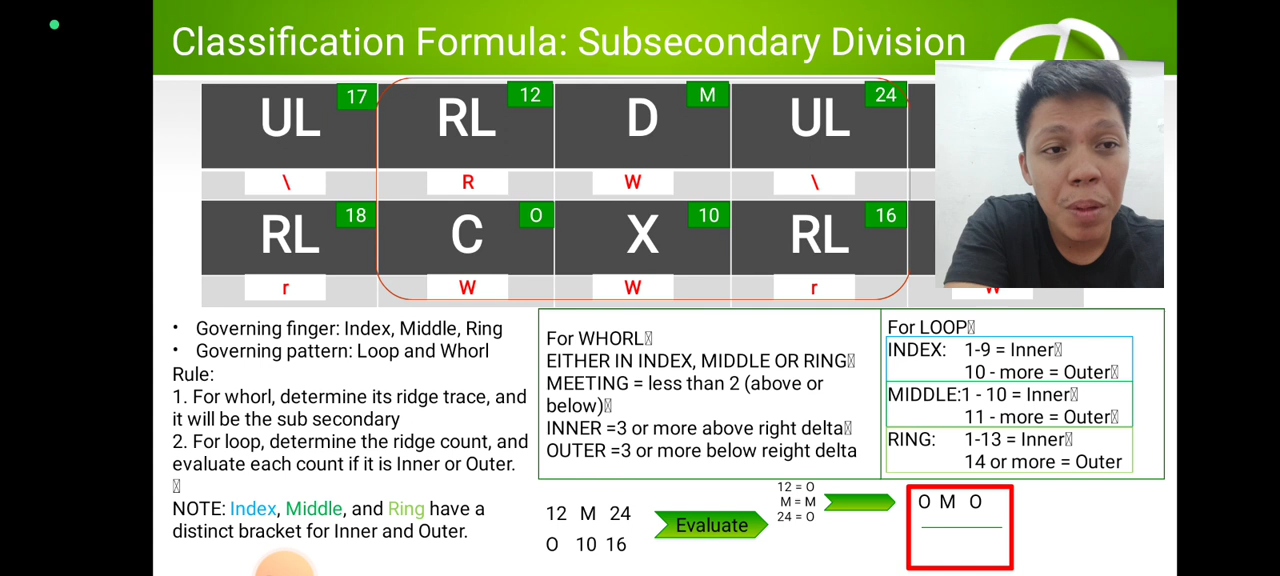 Classification Formula: Subsecondary Division
17 12 M 24
UL RL D UL
\ R W \
18 O 10 16
RL C X RL
r W W r W
• Governing finger: Index, Middle, Ring
• Governing pattern: Loop and Whorl
Rule:
1. For whorl, determine its ridge trace, and
it will be the sub secondary
2. For loop, determine the ridge count, and
evaluate each count if it is Inner or Outer.
NOTE: Index, Middle, and Ring have a
distinct bracket for Inner and Outer.
For WHORL
EITHER IN INDEX, MIDDLE OR RING
MEETING = less than 2 (above or
below)
INNER =3 or more above right delta
OUTER =3 or more below reight delta
For LOOP
INDEX: 1-9 = Inner
10 - more = Outer
MIDDLE:1 - 10 = Inner
11 - more = Outer
RING: 1-13 = Inner
14 or more = Outer
12 M 24
O 10 16
Evaluate
12 = O
M = M
24 = O
O M O